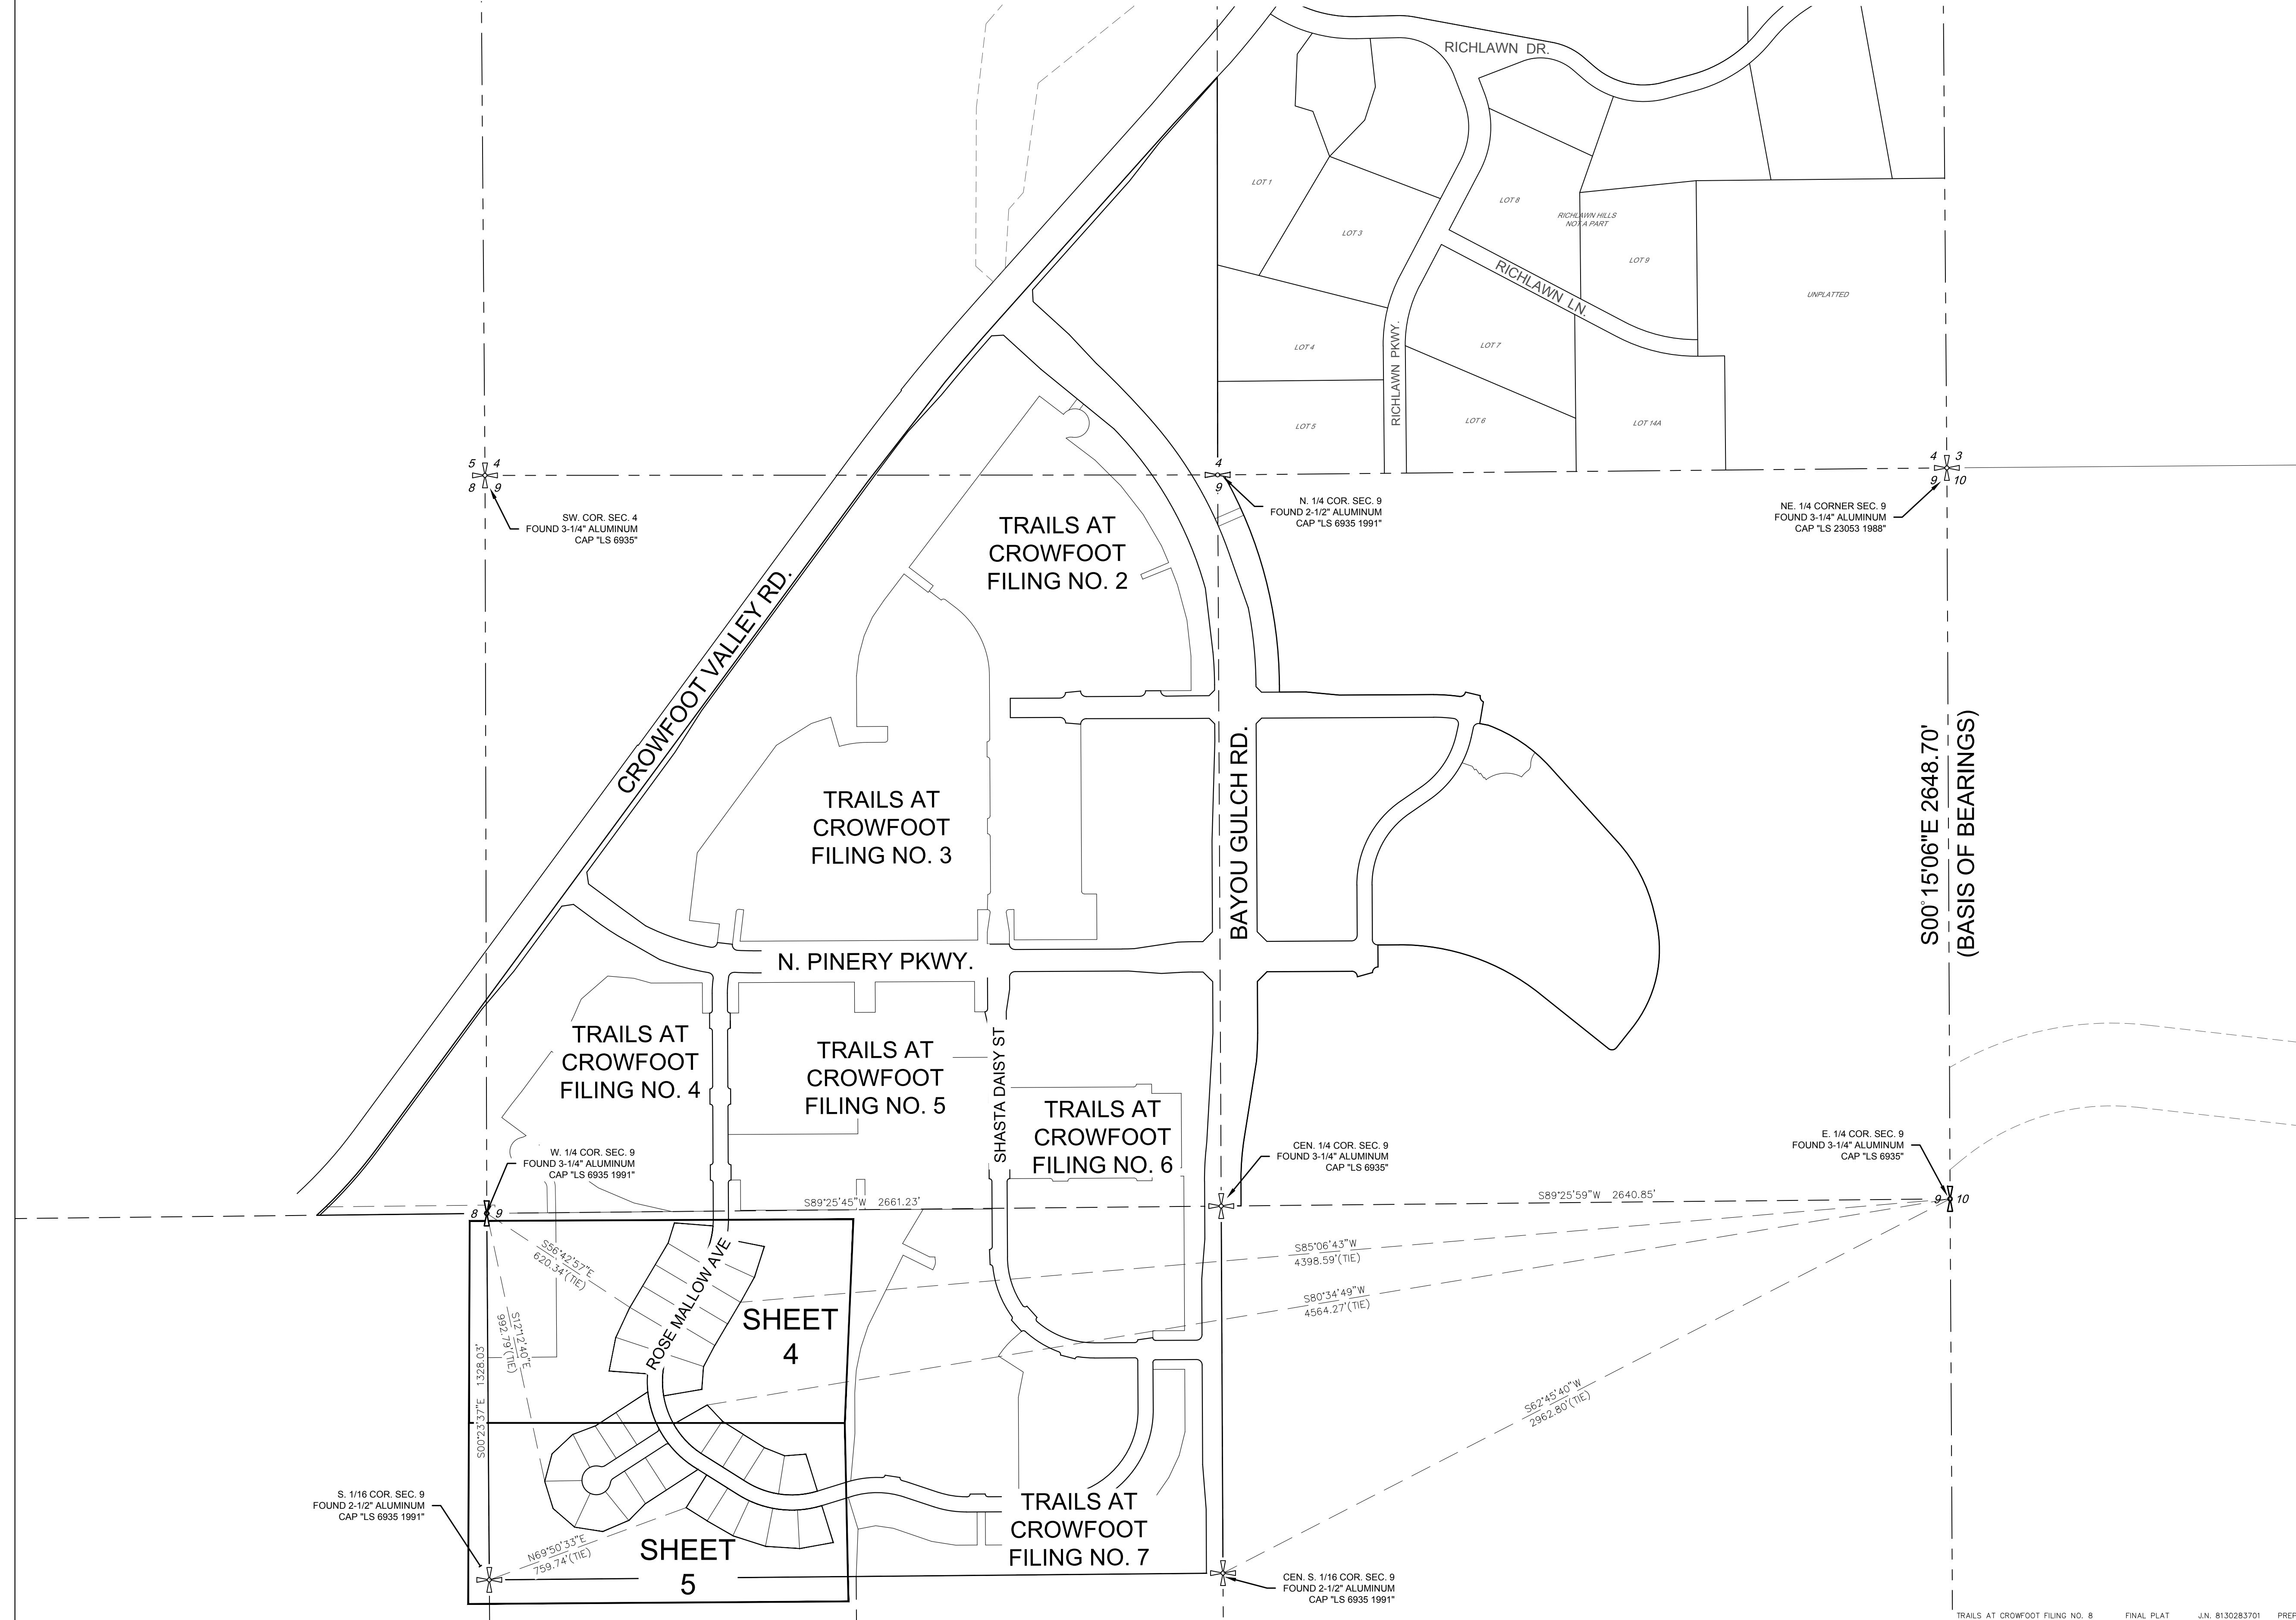 RICHLAWN DR.
LOT 1
LOT 8
RICHLAWN HILLS
NOT A PART
LOT 3
LOT 9
RICHLAWN LN.
UNPLATTED
RICHLAWN PKWY.
LOT 4
LOT 7
LOT 5
LOT 6
LOT 14A
5 4
8 9
SW. COR. SEC. 4
FOUND 3-1/4" ALUMINUM
CAP "LS 6935"
4
9
N. 1/4 COR. SEC. 9
FOUND 2-1/2" ALUMINUM
CAP "LS 6935 1991"
4 3
9 10
NE. 1/4 CORNER SEC. 9
FOUND 3-1/4" ALUMINUM
CAP "LS 23053 1988"
TRAILS AT
CROWFOOT
FILING NO. 2
CROWFOOT VALLEY RD.
BAYOU GULCH RD.
S00°15'06"E 2648.70'
(BASIS OF BEARINGS)
TRAILS AT
CROWFOOT
FILING NO. 3
N. PINERY PKWY.
TRAILS AT
CROWFOOT
FILING NO. 4
TRAILS AT
CROWFOOT
FILING NO. 5
SHASTA DAISY ST
TRAILS AT
CROWFOOT
FILING NO. 6
W. 1/4 COR. SEC. 9
FOUND 3-1/4" ALUMINUM
CAP "LS 6935 1991"
CEN. 1/4 COR. SEC. 9
FOUND 3-1/4" ALUMINUM
CAP "LS 6935"
E. 1/4 COR. SEC. 9
FOUND 3-1/4" ALUMINUM
CAP "LS 6935"
8 9
S89°25'45"W 2661.23'
S89°25'59"W 2640.85'
9 10
S56°42'57"E
620.34'(TIE)
S85°06'43"W
4398.59'(TIE)
S80°34'49"W
4564.27'(TIE)
S12°12'40"E
992.79'(TIE)
ROSE MALLOW AVE
SHEET
4
S00°23'37"E 1328.03'
S62°45'40"W
2962.80'(TIE)
S. 1/16 COR. SEC. 9
FOUND 2-1/2" ALUMINUM
CAP "LS 6935 1991"
N69°50'33"E
759.74'(TIE)
SHEET
5
TRAILS AT
CROWFOOT
FILING NO. 7
CEN. S. 1/16 COR. SEC. 9
FOUND 2-1/2" ALUMINUM
CAP "LS 6935 1991"
TRAILS AT CROWFOOT FILING NO. 8 FINAL PLAT J.N. 8130283701